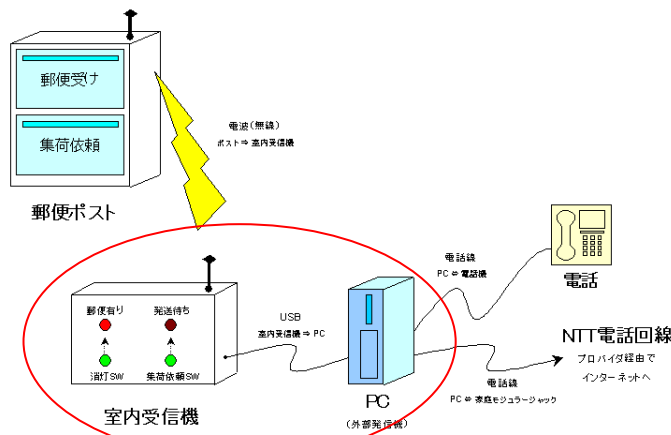 郵便受け
集荷依頼
郵便ポスト
電波(無線)
ポスト⇒室内受信機
郵便有り
発送待ち
消灯SW
集荷依頼SW
室内受信機
USB
室内受信機⇒PC
PC
(外部発信機)
電話線
PC⇔電話機
電話
NTT電話回線
プロバイダ経由で
インターネットへ
電話線
PC⇔家庭モジュラージャック